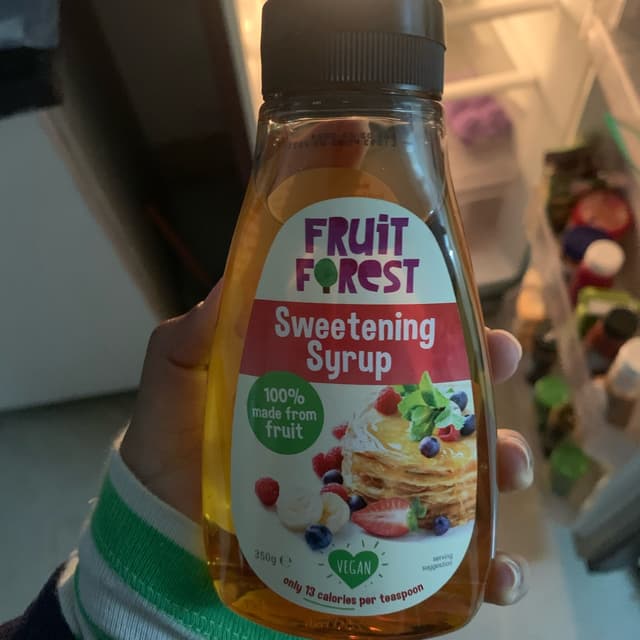 FRUiT
FOREST
Sweetening
Syrup
100%
made from
fruit
350g ℮
VEGAN
serving
suggestion
only 13 calories per teaspoon